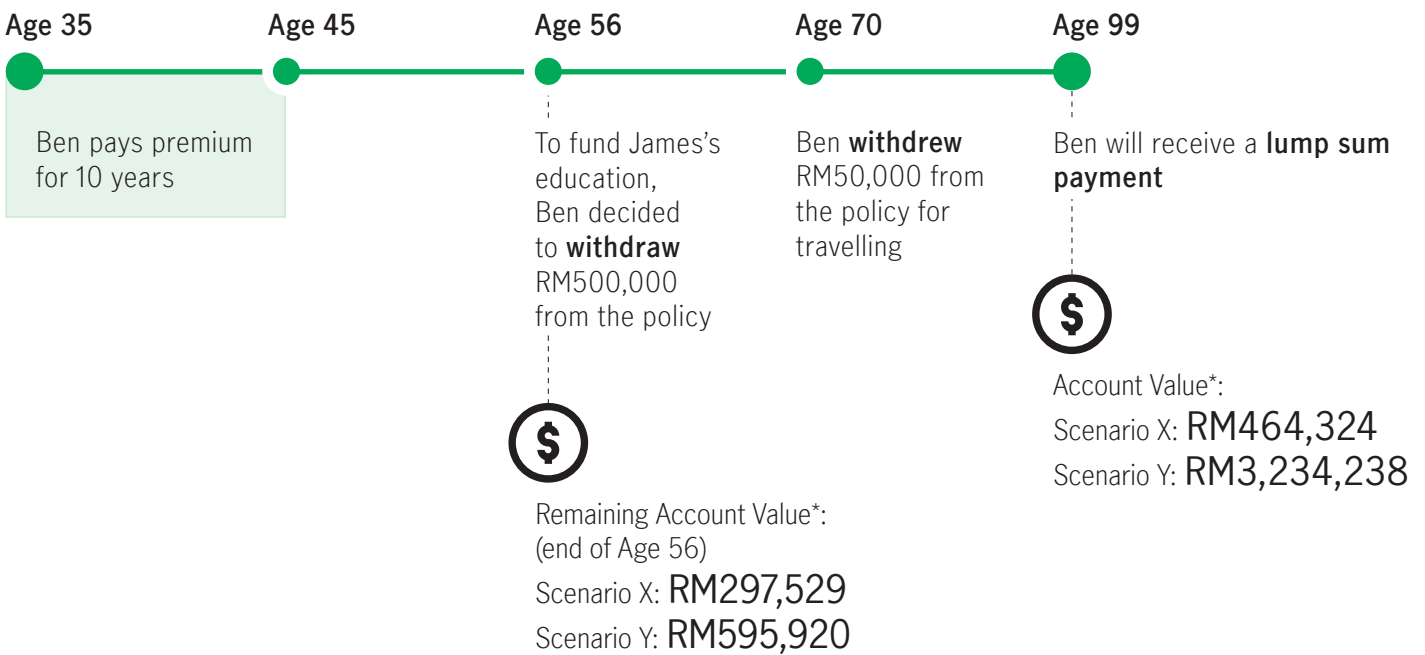 Age 35
Age 45
Age 56
Age 70
Age 99
Ben pays premium
for 10 years
To fund James's
education,
Ben decided
to withdraw
RM500,000
from the policy
$
Remaining Account Value*:
(end of Age 56)
Scenario X: RM297,529
Scenario Y: RM595,920
Ben withdrew
RM50,000 from
the policy for
travelling
Ben will receive a lump sum
payment
$
Account Value*:
Scenario X: RM464,324
Scenario Y: RM3,234,238